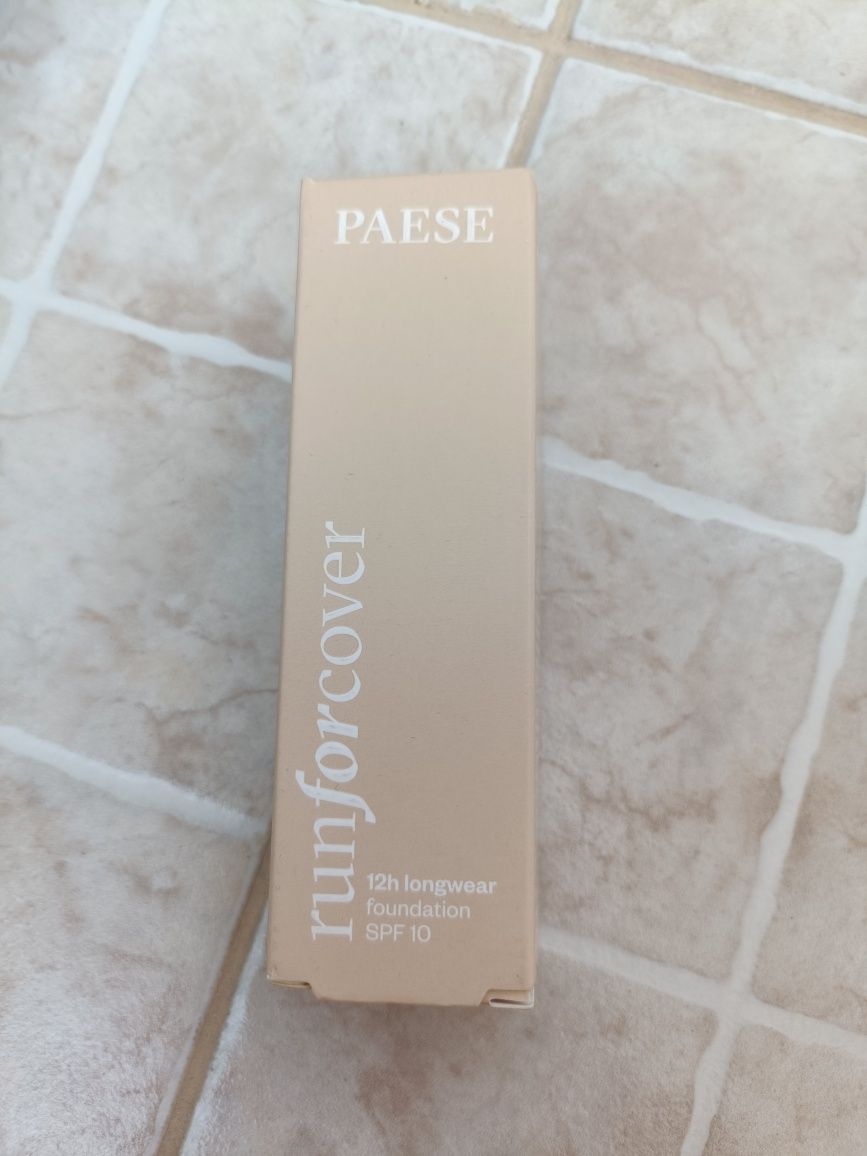 PAESE
runforcover
12h longwear
foundation
SPF 10